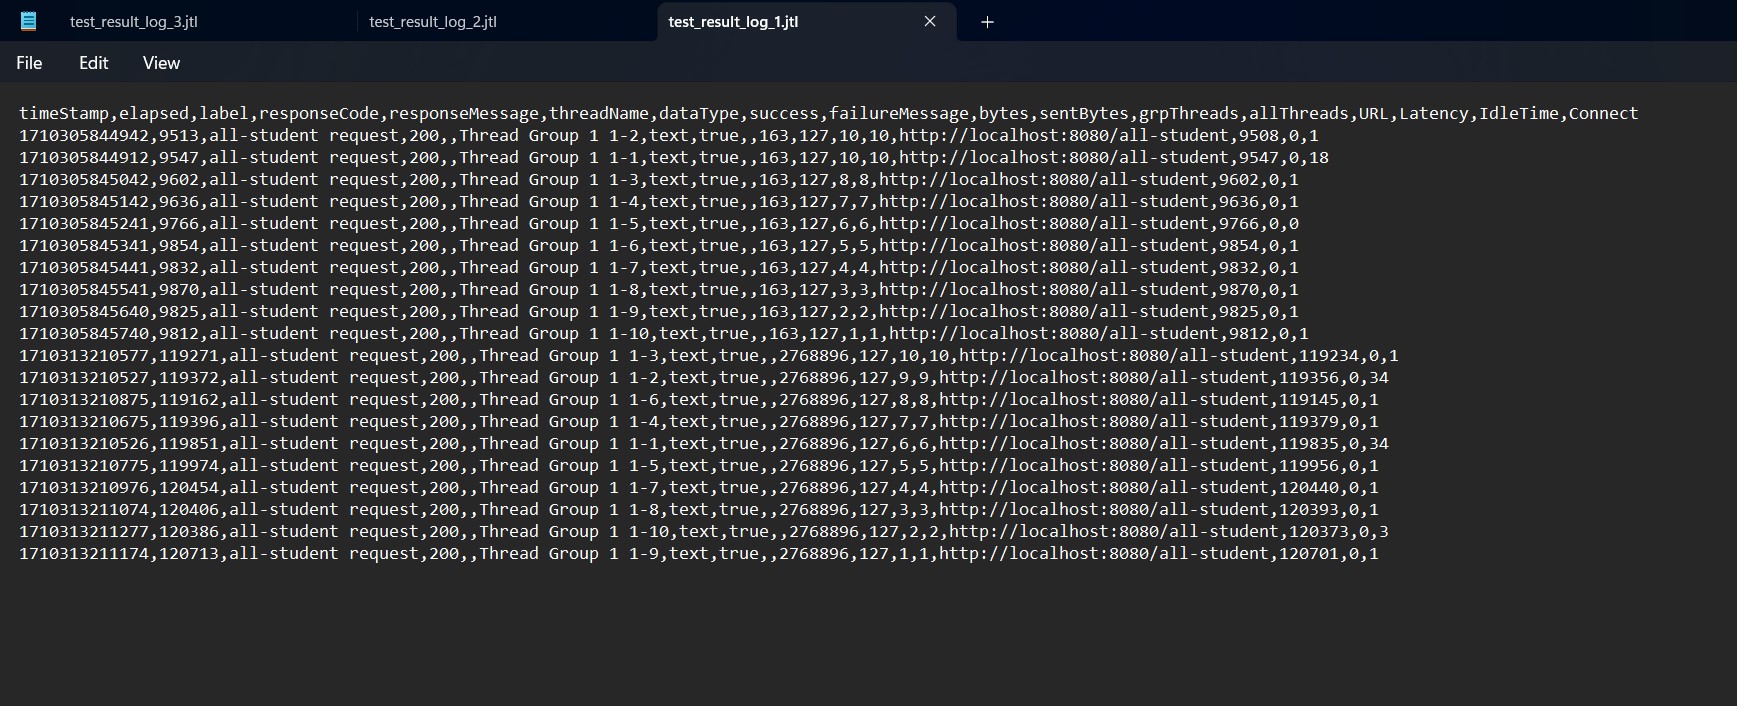 test_result_log_3.jtl test_result_log_2.jtl test_result_log_1.jtl
File Edit View
timeStamp,elapsed,label,responseCode,responseMessage,threadName,dataType,success,failureMessage,bytes,sentBytes,grpThreads,allThreads,URL,Latency,IdleTime,Connect
1710305844942,9513,all-student request,200,,Thread Group 1 1-2,text,true,,163,127,10,10,http://localhost:8080/all-student,9508,0,1
1710305844912,9547,all-student request,200,,Thread Group 1 1-1,text,true,,163,127,10,10,http://localhost:8080/all-student,9547,0,18
1710305845042,9602,all-student request,200,,Thread Group 1 1-3,text,true,,163,127,8,8,http://localhost:8080/all-student,9602,0,1
1710305845142,9636,all-student request,200,,Thread Group 1 1-4,text,true,,163,127,7,7,http://localhost:8080/all-student,9636,0,1
1710305845241,9766,all-student request,200,,Thread Group 1 1-5,text,true,,163,127,6,6,http://localhost:8080/all-student,9766,0,0
1710305845341,9854,all-student request,200,,Thread Group 1 1-6,text,true,,163,127,5,5,http://localhost:8080/all-student,9854,0,1
1710305845441,9832,all-student request,200,,Thread Group 1 1-7,text,true,,163,127,4,4,http://localhost:8080/all-student,9832,0,1
1710305845541,9870,all-student request,200,,Thread Group 1 1-8,text,true,,163,127,3,3,http://localhost:8080/all-student,9870,0,1
1710305845640,9825,all-student request,200,,Thread Group 1 1-9,text,true,,163,127,2,2,http://localhost:8080/all-student,9825,0,1
1710305845740,9812,all-student request,200,,Thread Group 1 1-10,text,true,,163,127,1,1,http://localhost:8080/all-student,9812,0,1
1710313210577,119271,all-student request,200,,Thread Group 1 1-3,text,true,,2768896,127,10,10,http://localhost:8080/all-student,119234,0,1
1710313210527,119372,all-student request,200,,Thread Group 1 1-2,text,true,,2768896,127,9,9,http://localhost:8080/all-student,119356,0,34
1710313210875,119162,all-student request,200,,Thread Group 1 1-6,text,true,,2768896,127,8,8,http://localhost:8080/all-student,119145,0,1
1710313210675,119396,all-student request,200,,Thread Group 1 1-4,text,true,,2768896,127,7,7,http://localhost:8080/all-student,119379,0,1
1710313210526,119851,all-student request,200,,Thread Group 1 1-1,text,true,,2768896,127,6,6,http://localhost:8080/all-student,119835,0,34
1710313210775,119974,all-student request,200,,Thread Group 1 1-5,text,true,,2768896,127,5,5,http://localhost:8080/all-student,119956,0,1
1710313210976,120454,all-student request,200,,Thread Group 1 1-7,text,true,,2768896,127,4,4,http://localhost:8080/all-student,120440,0,1
1710313211074,120406,all-student request,200,,Thread Group 1 1-8,text,true,,2768896,127,3,3,http://localhost:8080/all-student,120393,0,1
1710313211277,120386,all-student request,200,,Thread Group 1 1-10,text,true,,2768896,127,2,2,http://localhost:8080/all-student,120373,0,3
1710313211174,120713,all-student request,200,,Thread Group 1 1-9,text,true,,2768896,127,1,1,http://localhost:8080/all-student,120701,0,1